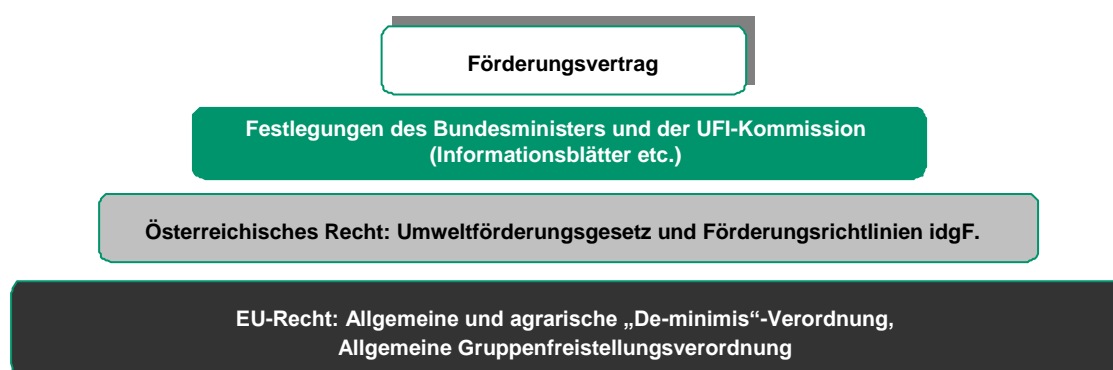 Förderungsvertrag
Festlegungen des Bundesministers und der UFI-Kommission
(Informationsblätter etc.)
Österreichisches Recht: Umweltförderungsgesetz und Förderungsrichtlinien idgF.
EU-Recht: Allgemeine und agrarische „De-minimis“-Verordnung,
Allgemeine Gruppenfreistellungsverordnung